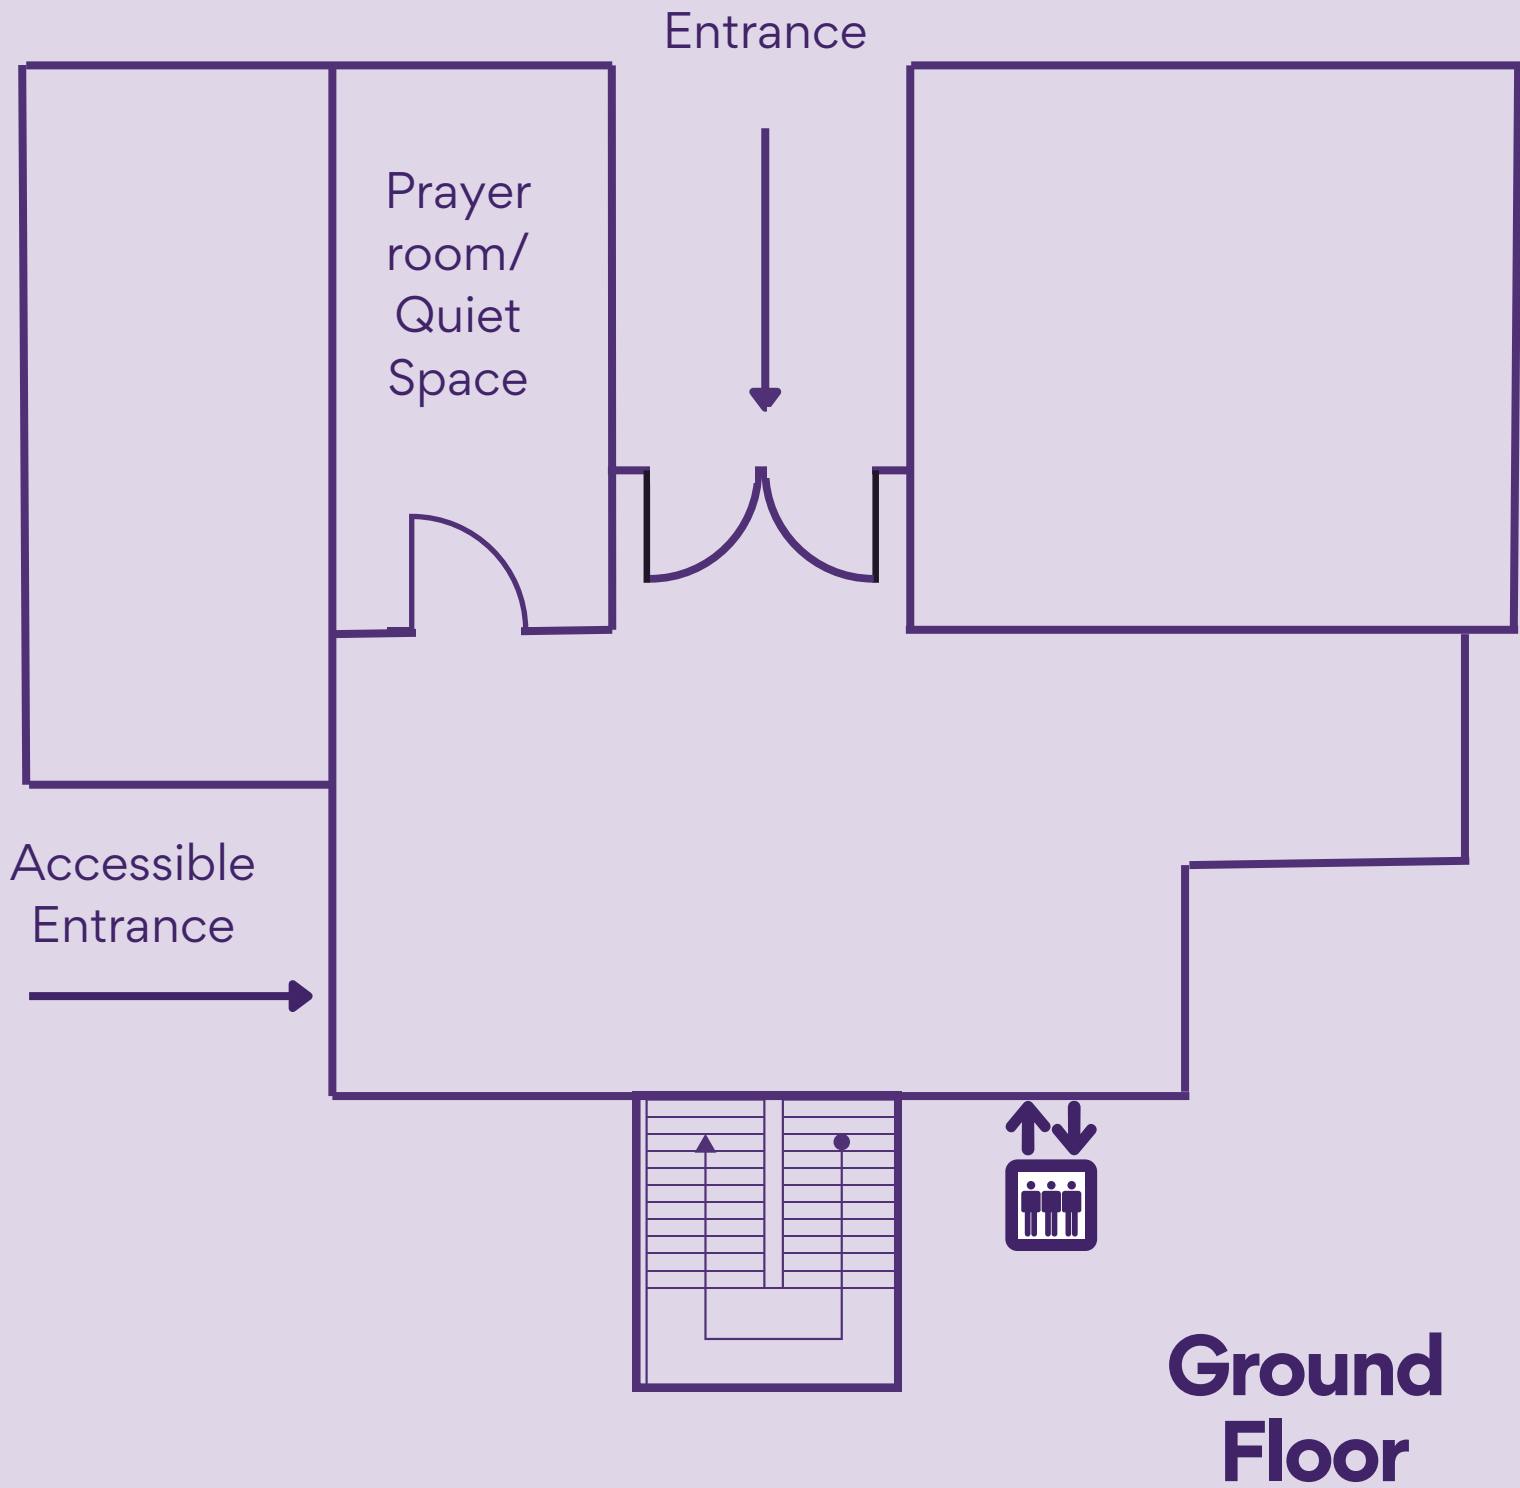 Entrance
Prayer
room/
Quiet
Space
Accessible
Entrance
Ground
Floor